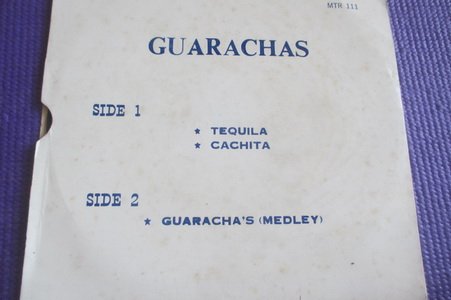 MTR 111
GUARACHAS
SIDE 1
★ TEQUILA
★ CACHITA
SIDE 2
★ GUARACHA'S (MEDLEY)